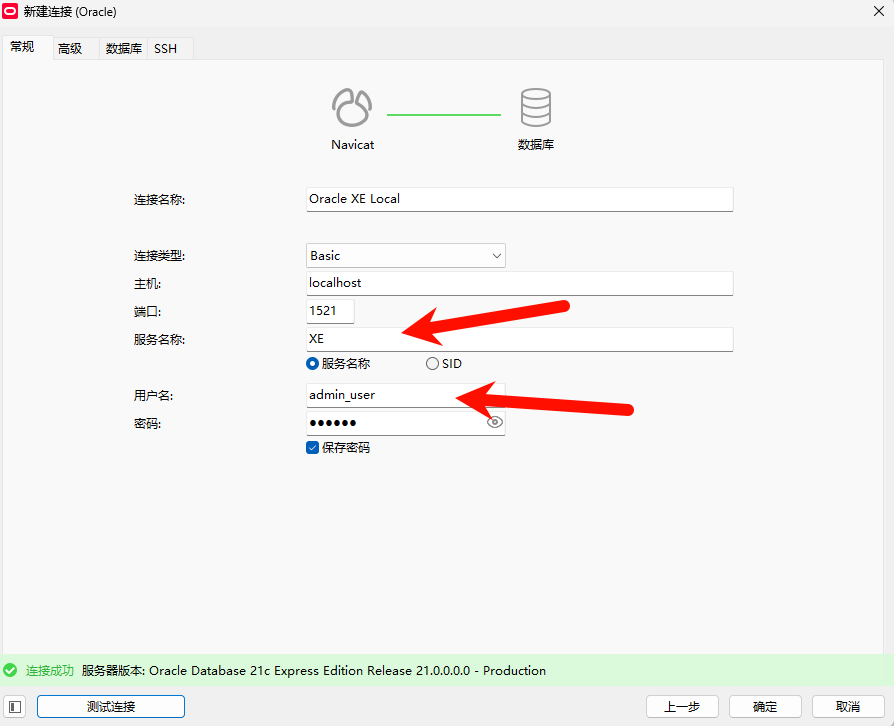 新建连接 (Oracle)
常规 高级 数据库 SSH
Navicat 数据库
连接名称: Oracle XE Local
连接类型: Basic
主机: localhost
端口: 1521
服务名称: XE
服务名称 SID
用户名: admin_user
密码: ●●●●●●
保存密码
连接成功 服务器版本: Oracle Database 21c Express Edition Release 21.0.0.0.0 - Production
测试连接 上一步 确定 取消